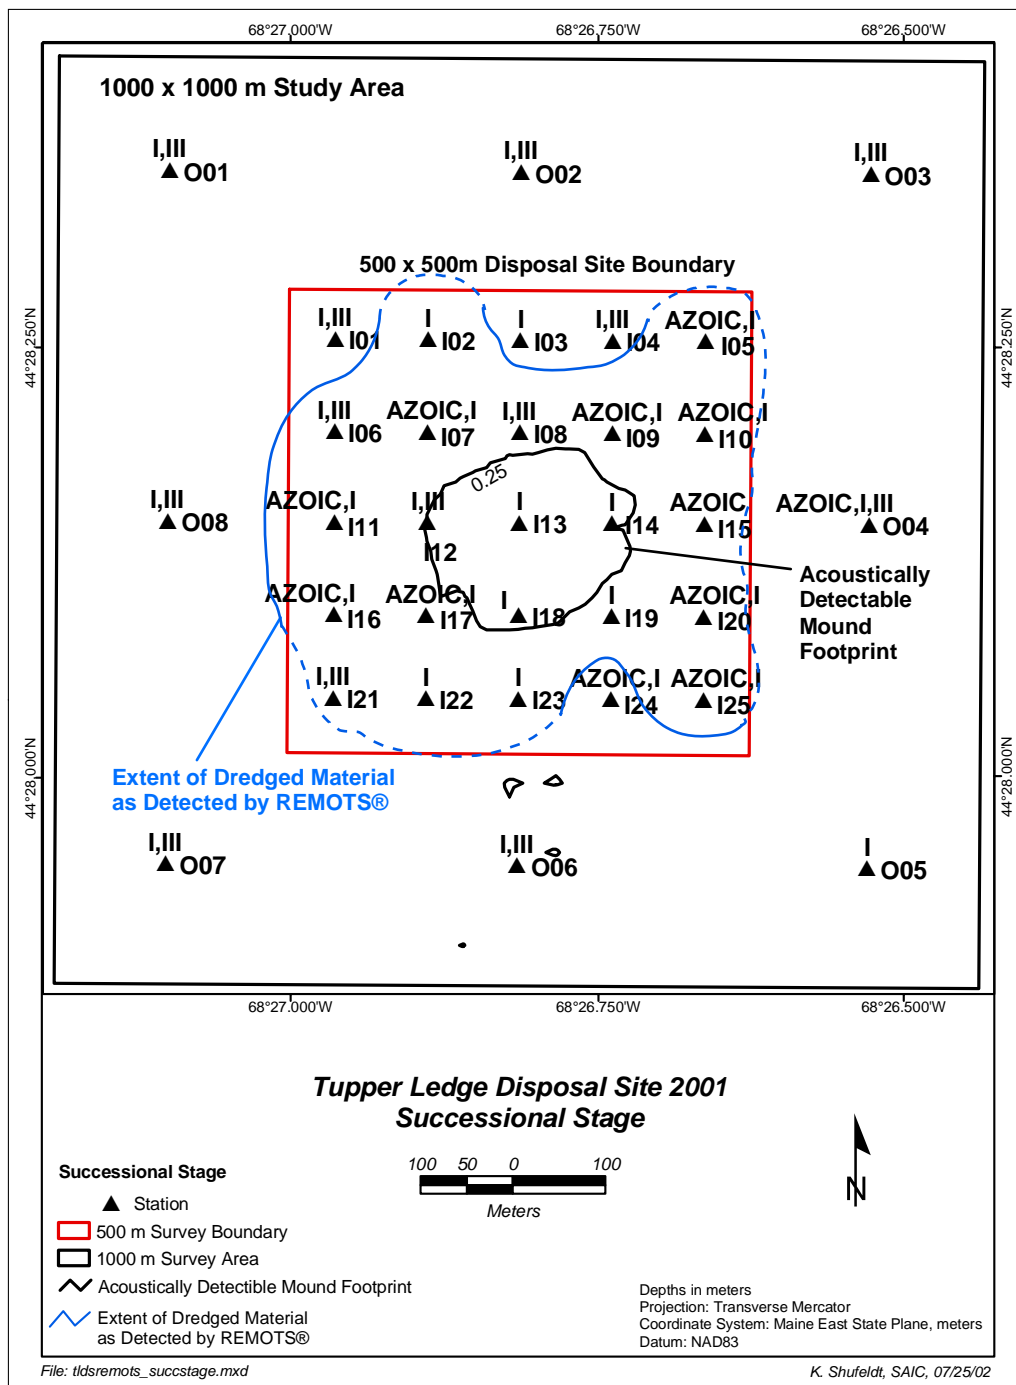 68°27.000'W 68°26.750'W 68°26.500'W
1000 x 1000 m Study Area
I,III I,III I,III
O01 O02 O03
500 x 500m Disposal Site Boundary
44°28.250'N 44°28.250'N
I,III I I I,III AZOIC,I
I01 I02 I03 I04 I05
I,III AZOIC,I I,III AZOIC,I AZOIC,I
I06 I07 I08 I09 I10
0.25
I,III AZOIC,I I,III I I AZOIC AZOIC,I,III
O08 I11 I12 I13 I14 I15 O04
Acoustically
Detectable
Mound
Footprint
AZOIC,I AZOIC,I I I AZOIC,I
I16 I17 I18 I19 I20
I,III I I AZOIC,I AZOIC,I
I21 I22 I23 I24 I25
Extent of Dredged Material
as Detected by REMOTS®
44°28.000'N 44°28.000'N
I,III I,III I
O07 O06 O05
68°27.000'W 68°26.750'W 68°26.500'W
Tupper Ledge Disposal Site 2001
Successional Stage
100 50 0 100
Meters
N
Successional Stage
Station
500 m Survey Boundary
1000 m Survey Area
Acoustically Detectible Mound Footprint
Extent of Dredged Material
as Detected by REMOTS®
Depths in meters
Projection: Transverse Mercator
Coordinate System: Maine East State Plane, meters
Datum: NAD83
File: tldsremots_succstage.mxd
K. Shufeldt, SAIC, 07/25/02